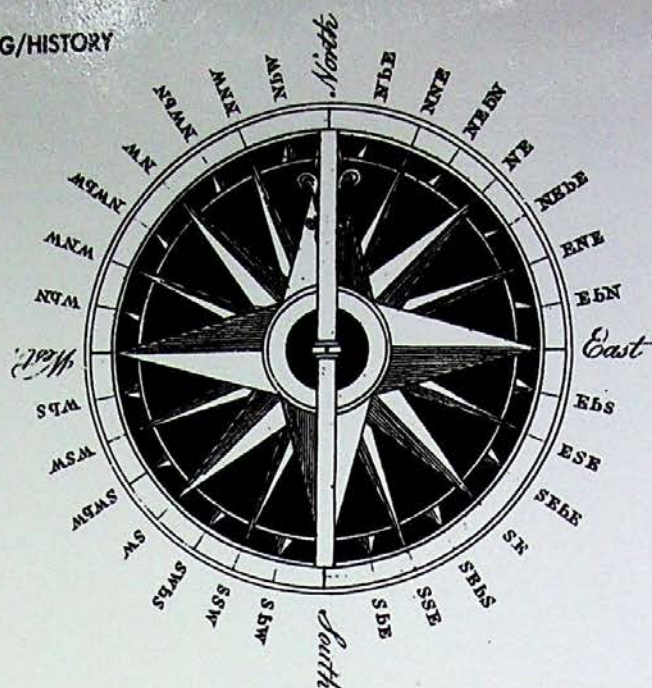 G/HISTORY
North
NbE
NNE
NEbN
NE
NEbE
ENE
EbN
East
EbS
ESE
SEbE
SE
SEbS
SSE
SbE
South
SbW
SSW
SWbS
SW
SWbW
WSW
WbS
West.
WbN
WNW
NWbW
NW
NWbN
NNW
NbW